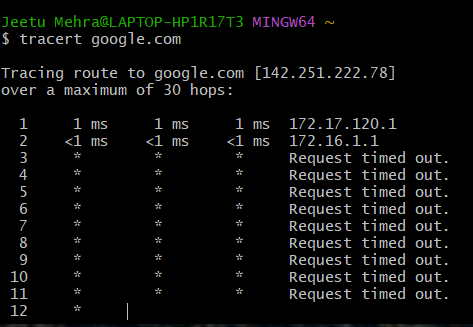 Jeetu Mehra@LAPTOP-HP1R17T3 MINGW64 ~
$ tracert google.com
Tracing route to google.com [142.251.222.78]
over a maximum of 30 hops:
1 1 ms 1 ms 1 ms 172.17.120.1
2 <1 ms <1 ms <1 ms 172.16.1.1
3 * * * Request timed out.
4 * * * Request timed out.
5 * * * Request timed out.
6 * * * Request timed out.
7 * * * Request timed out.
8 * * * Request timed out.
9 * * * Request timed out.
10 * * * Request timed out.
11 * * * Request timed out.
12 *